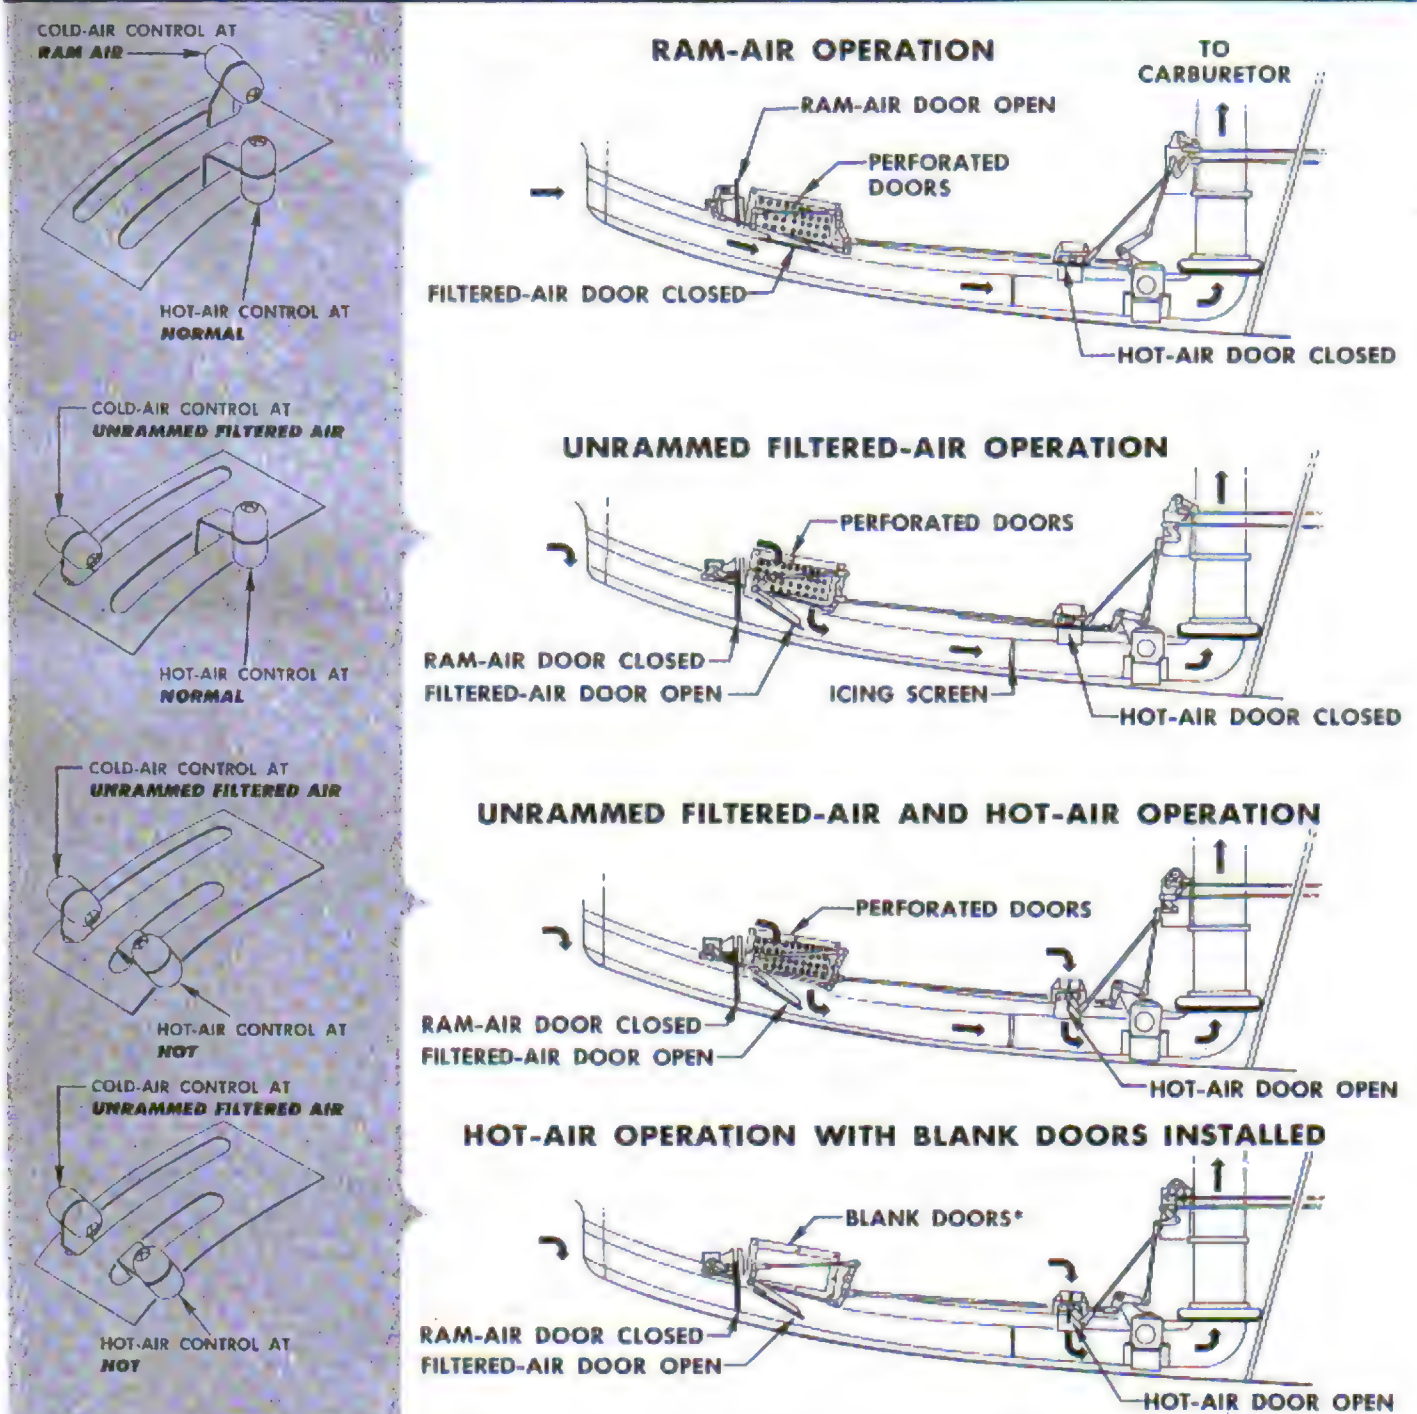 COLD-AIR CONTROL AT
RAM AIR
HOT-AIR CONTROL AT
NORMAL
RAM-AIR OPERATION
TO
CARBURETOR
RAM-AIR DOOR OPEN
PERFORATED
DOORS
FILTERED-AIR DOOR CLOSED
HOT-AIR DOOR CLOSED
COLD-AIR CONTROL AT
UNRAMMED FILTERED AIR
HOT-AIR CONTROL AT
NORMAL
UNRAMMED FILTERED-AIR OPERATION
PERFORATED DOORS
RAM-AIR DOOR CLOSED
FILTERED-AIR DOOR OPEN
ICING SCREEN
HOT-AIR DOOR CLOSED
COLD-AIR CONTROL AT
UNRAMMED FILTERED AIR
HOT-AIR CONTROL AT
HOT
UNRAMMED FILTERED-AIR AND HOT-AIR OPERATION
PERFORATED DOORS
RAM-AIR DOOR CLOSED
FILTERED-AIR DOOR OPEN
HOT-AIR DOOR OPEN
COLD-AIR CONTROL AT
UNRAMMED FILTERED AIR
HOT-AIR CONTROL AT
HOT
HOT-AIR OPERATION WITH BLANK DOORS INSTALLED
BLANK DOORS*
RAM-AIR DOOR CLOSED
FILTERED-AIR DOOR OPEN
HOT-AIR DOOR OPEN